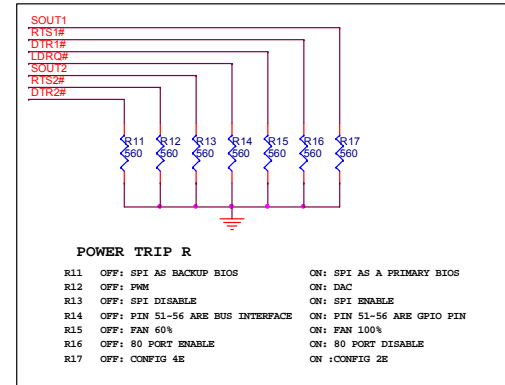 SOUT1
RTS1#
DTR1#
LDRQ#
SOUT2
RTS2#
DTR2#
R11 R12 R13 R14 R15 R16 R17
560 560 560 560 560 560 560
POWER TRIP R
R11 OFF: SPI AS BACKUP BIOS ON: SPI AS A PRIMARY BIOS
R12 OFF: PWM ON: DAC
R13 OFF: SPI DISABLE ON: SPI ENABLE
R14 OFF: PIN 51~56 ARE BUS INTERFACE ON: PIN 51~56 ARE GPIO PIN
R15 OFF: FAN 60% ON: FAN 100%
R16 OFF: 80 PORT ENABLE ON: 80 PORT DISABLE
R17 OFF: CONFIG 4E ON :CONFIG 2E